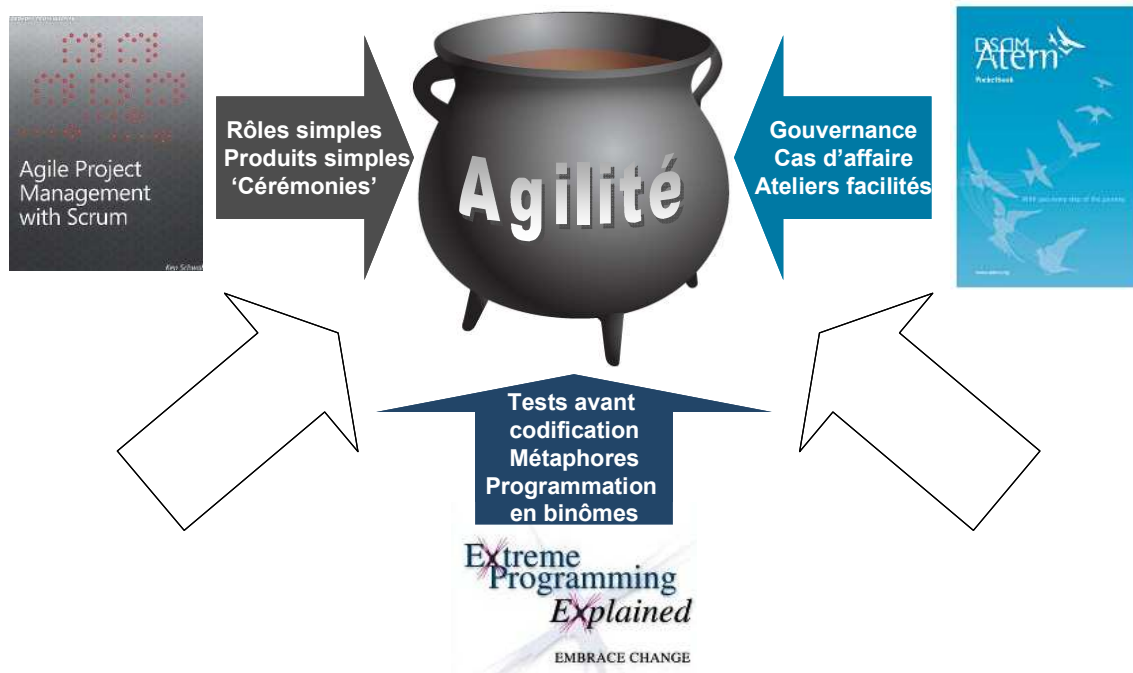 Agile Project
Management
with Scrum
Rôles simples
Produits simples
‘Cérémonies’
Agilité
Gouvernance
Cas d’affaire
Ateliers facilités
DSDM
Atern
Pocketbook
Tests avant
codification
Métaphores
Programmation
en binômes
Extreme
Programming
Explained
EMBRACE CHANGE